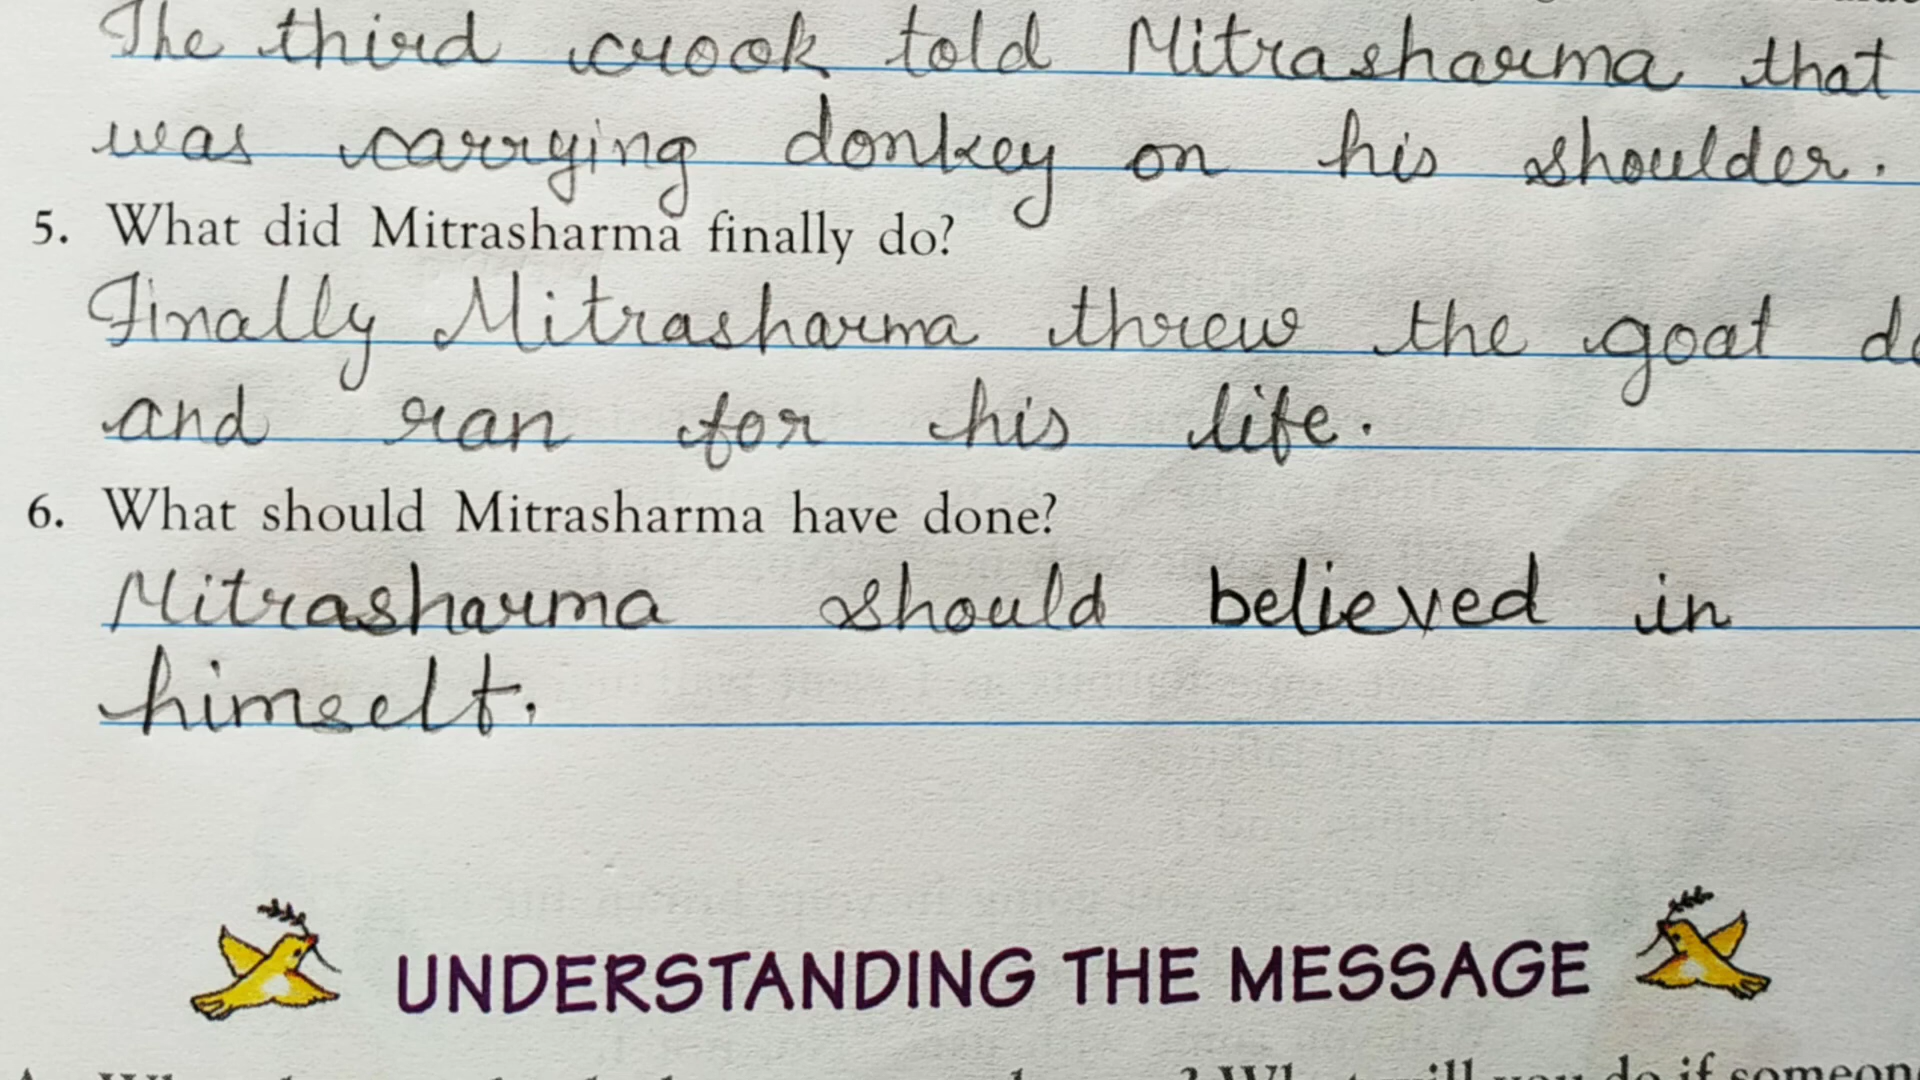 The third crook told Mitrasharma that
was carrying donkey on his shoulder.
5. What did Mitrasharma finally do?
Finally Mitrasharma threw the goat
and ran for his life.
6. What should Mitrasharma have done?
Mitrasharma should believed in
himself.
UNDERSTANDING THE MESSAGE